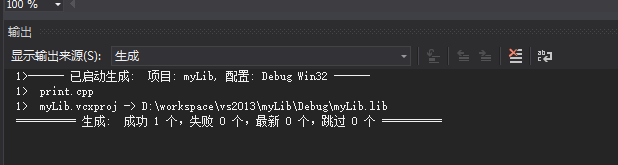 100 %
输出
显示输出来源(S): 生成
1>------ 已启动生成: 项目: myLib, 配置: Debug Win32 ------
1>  print.cpp
1>  myLib.vcxproj -> D:\workspace\vs2013\myLib\Debug\myLib.lib
========== 生成: 成功 1 个，失败 0 个，最新 0 个，跳过 0 个 ==========